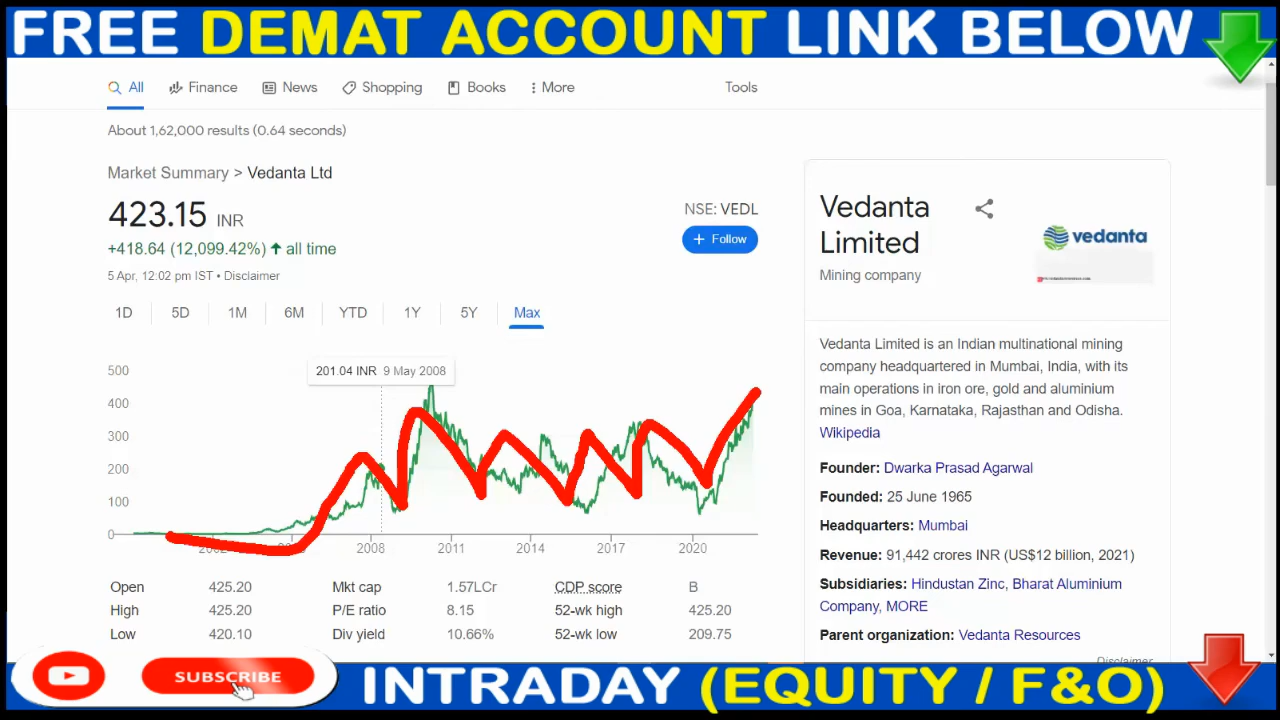 FREE DEMAT ACCOUNT LINK BELOW
All Finance News Shopping Books More Tools
About 1,62,000 results (0.64 seconds)
Market Summary > Vedanta Ltd
423.15 INR
+418.64 (12,099.42%) all time
5 Apr, 12:02 pm IST • Disclaimer
NSE: VEDL
+ Follow
1D 5D 1M 6M YTD 1Y 5Y Max
201.04 INR 9 May 2008
500
400
300
200
100
0
2008 2011 2014 2017 2020
Open 425.20 Mkt cap 1.57LCr CDP score B
High 425.20 P/E ratio 8.15 52-wk high 425.20
Low 420.10 Div yield 10.66% 52-wk low 209.75
Vedanta
Limited
Mining company
vedanta
Vedanta Limited is an Indian multinational mining
company headquartered in Mumbai, India, with its
main operations in iron ore, gold and aluminium
mines in Goa, Karnataka, Rajasthan and Odisha.
Wikipedia
Founder: Dwarka Prasad Agarwal
Founded: 25 June 1965
Headquarters: Mumbai
Revenue: 91,442 crores INR (US$12 billion, 2021)
Subsidiaries: Hindustan Zinc, Bharat Aluminium
Company, MORE
Parent organization: Vedanta Resources
Disclaimer
SUBSCRIBE
INTRADAY (EQUITY / F&O)